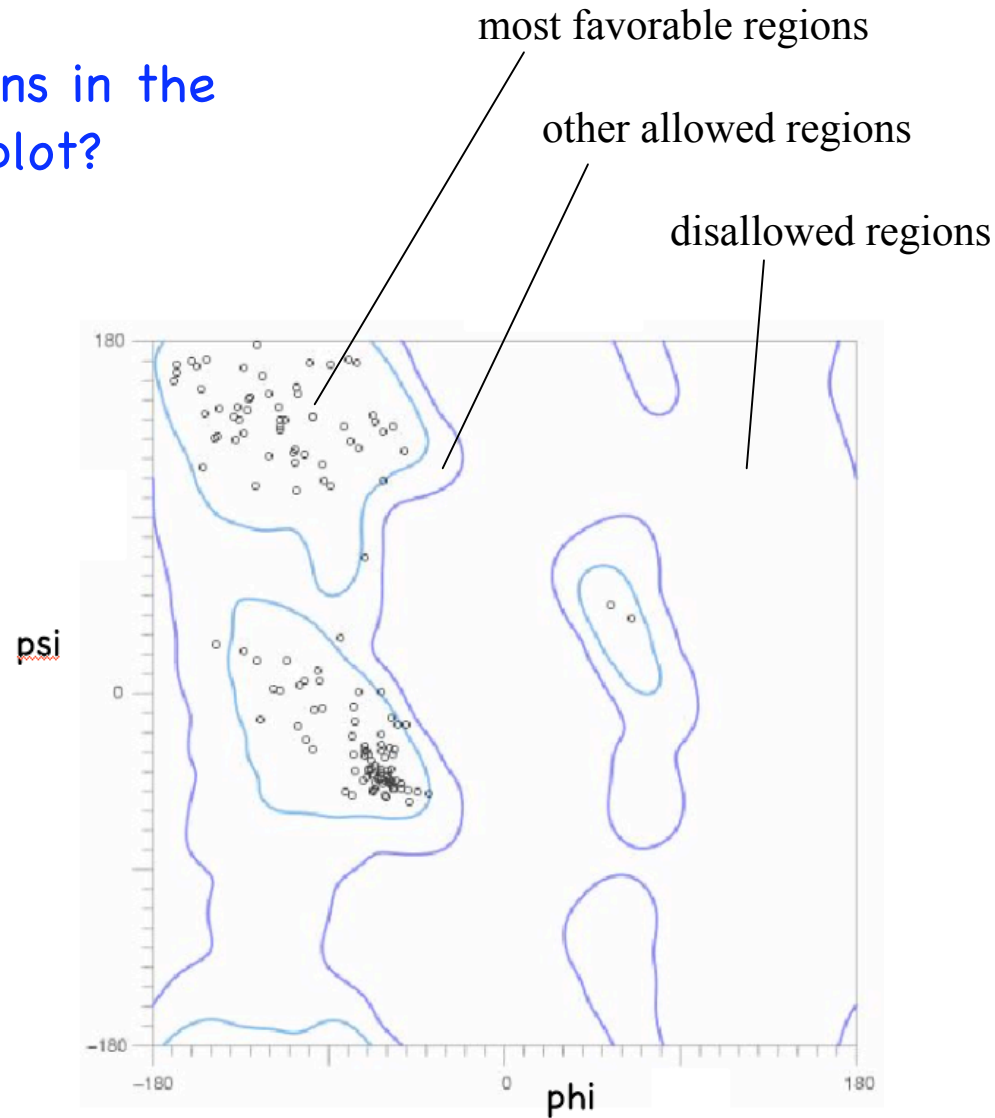 most favorable regions
ns in the
plot?
other allowed regions
disallowed regions
180
psi
0
-180
-180
0
180
phi